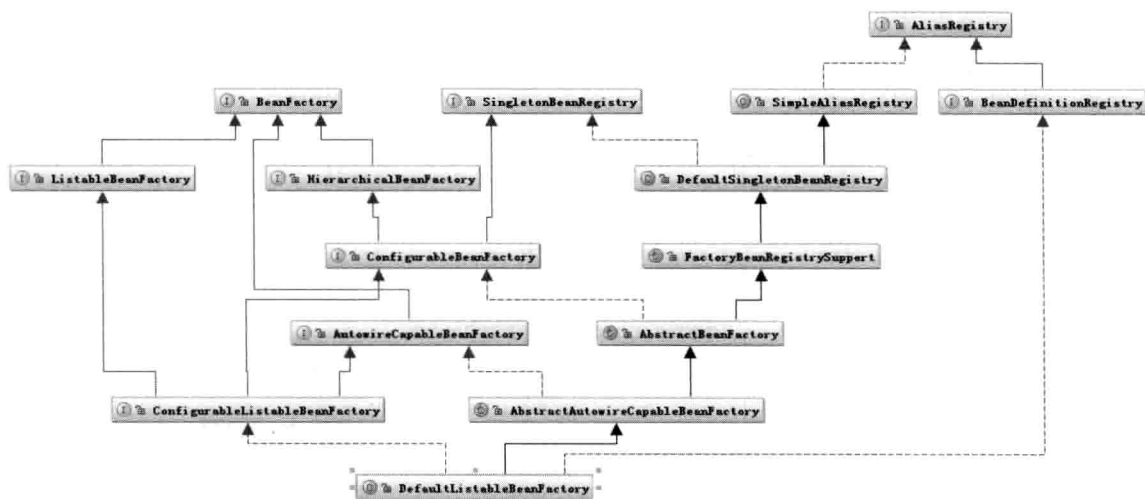 AliasRegistry
BeanFactory
SingletonBeanRegistry
SimpleAliasRegistry
BeanDefinitionRegistry
ListableBeanFactory
HierarchicalBeanFactory
DefaultSingletonBeanRegistry
ConfigurableBeanFactory
FactoryBeanRegistrySupport
AutowireCapableBeanFactory
AbstractBeanFactory
ConfigurableListableBeanFactory
AbstractAutowireCapableBeanFactory
DefaultListableBeanFactory